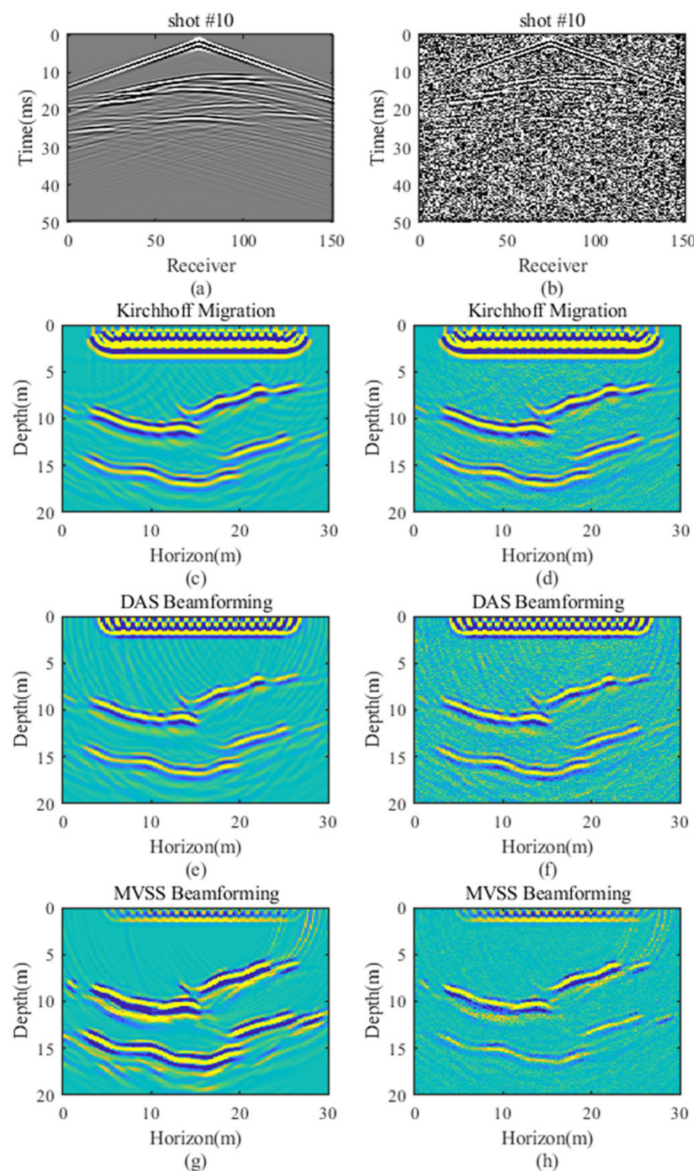 shot #10
0
10
20
30
40
50
Time(ms)
0
50
100
150
Receiver
(a)
shot #10
0
10
20
30
40
50
Time(ms)
0
50
100
150
Receiver
(b)
Kirchhoff Migration
0
5
10
15
20
Depth(m)
0
10
20
30
Horizon(m)
(c)
Kirchhoff Migration
0
5
10
15
20
Depth(m)
0
10
20
30
Horizon(m)
(d)
DAS Beamforming
0
5
10
15
20
Depth(m)
0
10
20
30
Horizon(m)
(e)
DAS Beamforming
0
5
10
15
20
Depth(m)
0
10
20
30
Horizon(m)
(f)
MVSS Beamforming
0
5
10
15
20
Depth(m)
0
10
20
30
Horizon(m)
(g)
MVSS Beamforming
0
5
10
15
20
Depth(m)
0
10
20
30
Horizon(m)
(h)